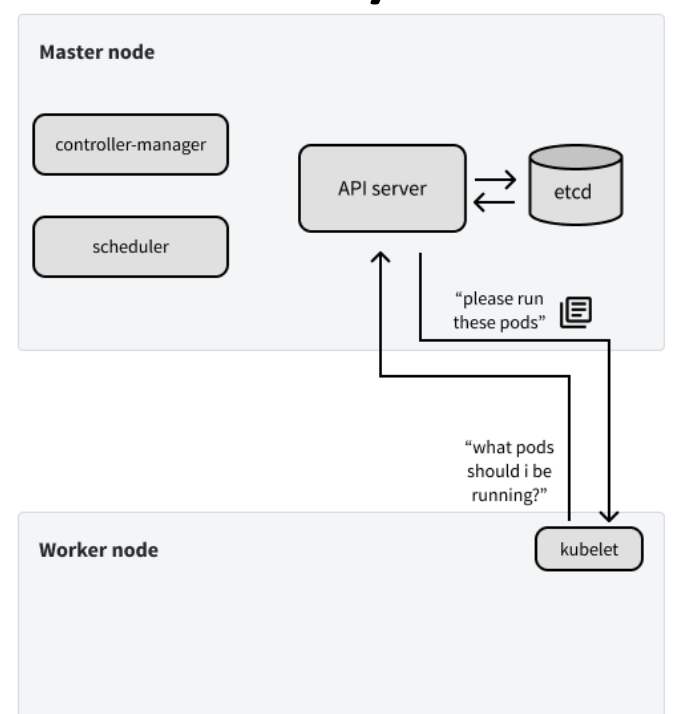 Master node
controller-manager
API server
etcd
scheduler
“please run
these pods”
“what pods
should i be
running?”
Worker node
kubelet